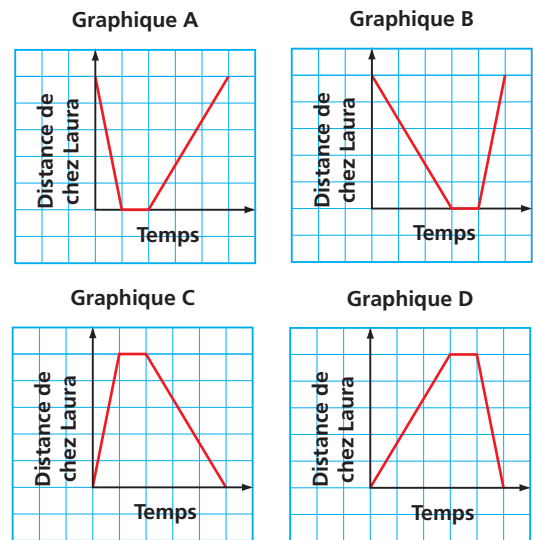 Graphique A
Distance de
chez Laura
Temps
Graphique B
Distance de
chez Laura
Temps
Graphique C
Distance de
chez Laura
Temps
Graphique D
Distance de
chez Laura
Temps